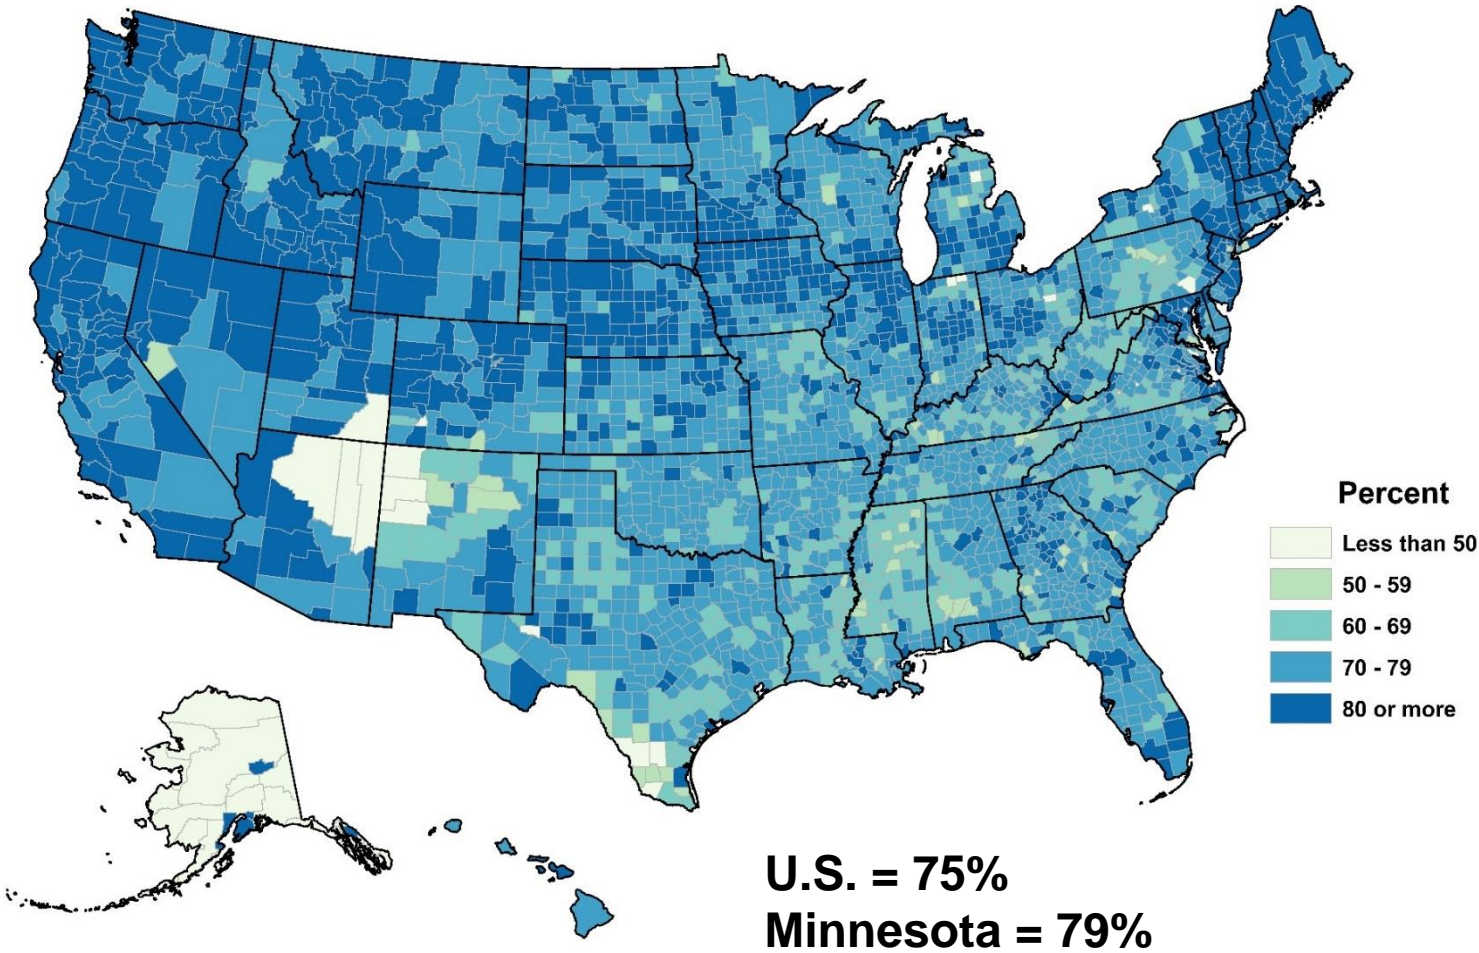 Percent
Less than 50
50 - 59
60 - 69
70 - 79
80 or more
U.S. = 75%
Minnesota = 79%